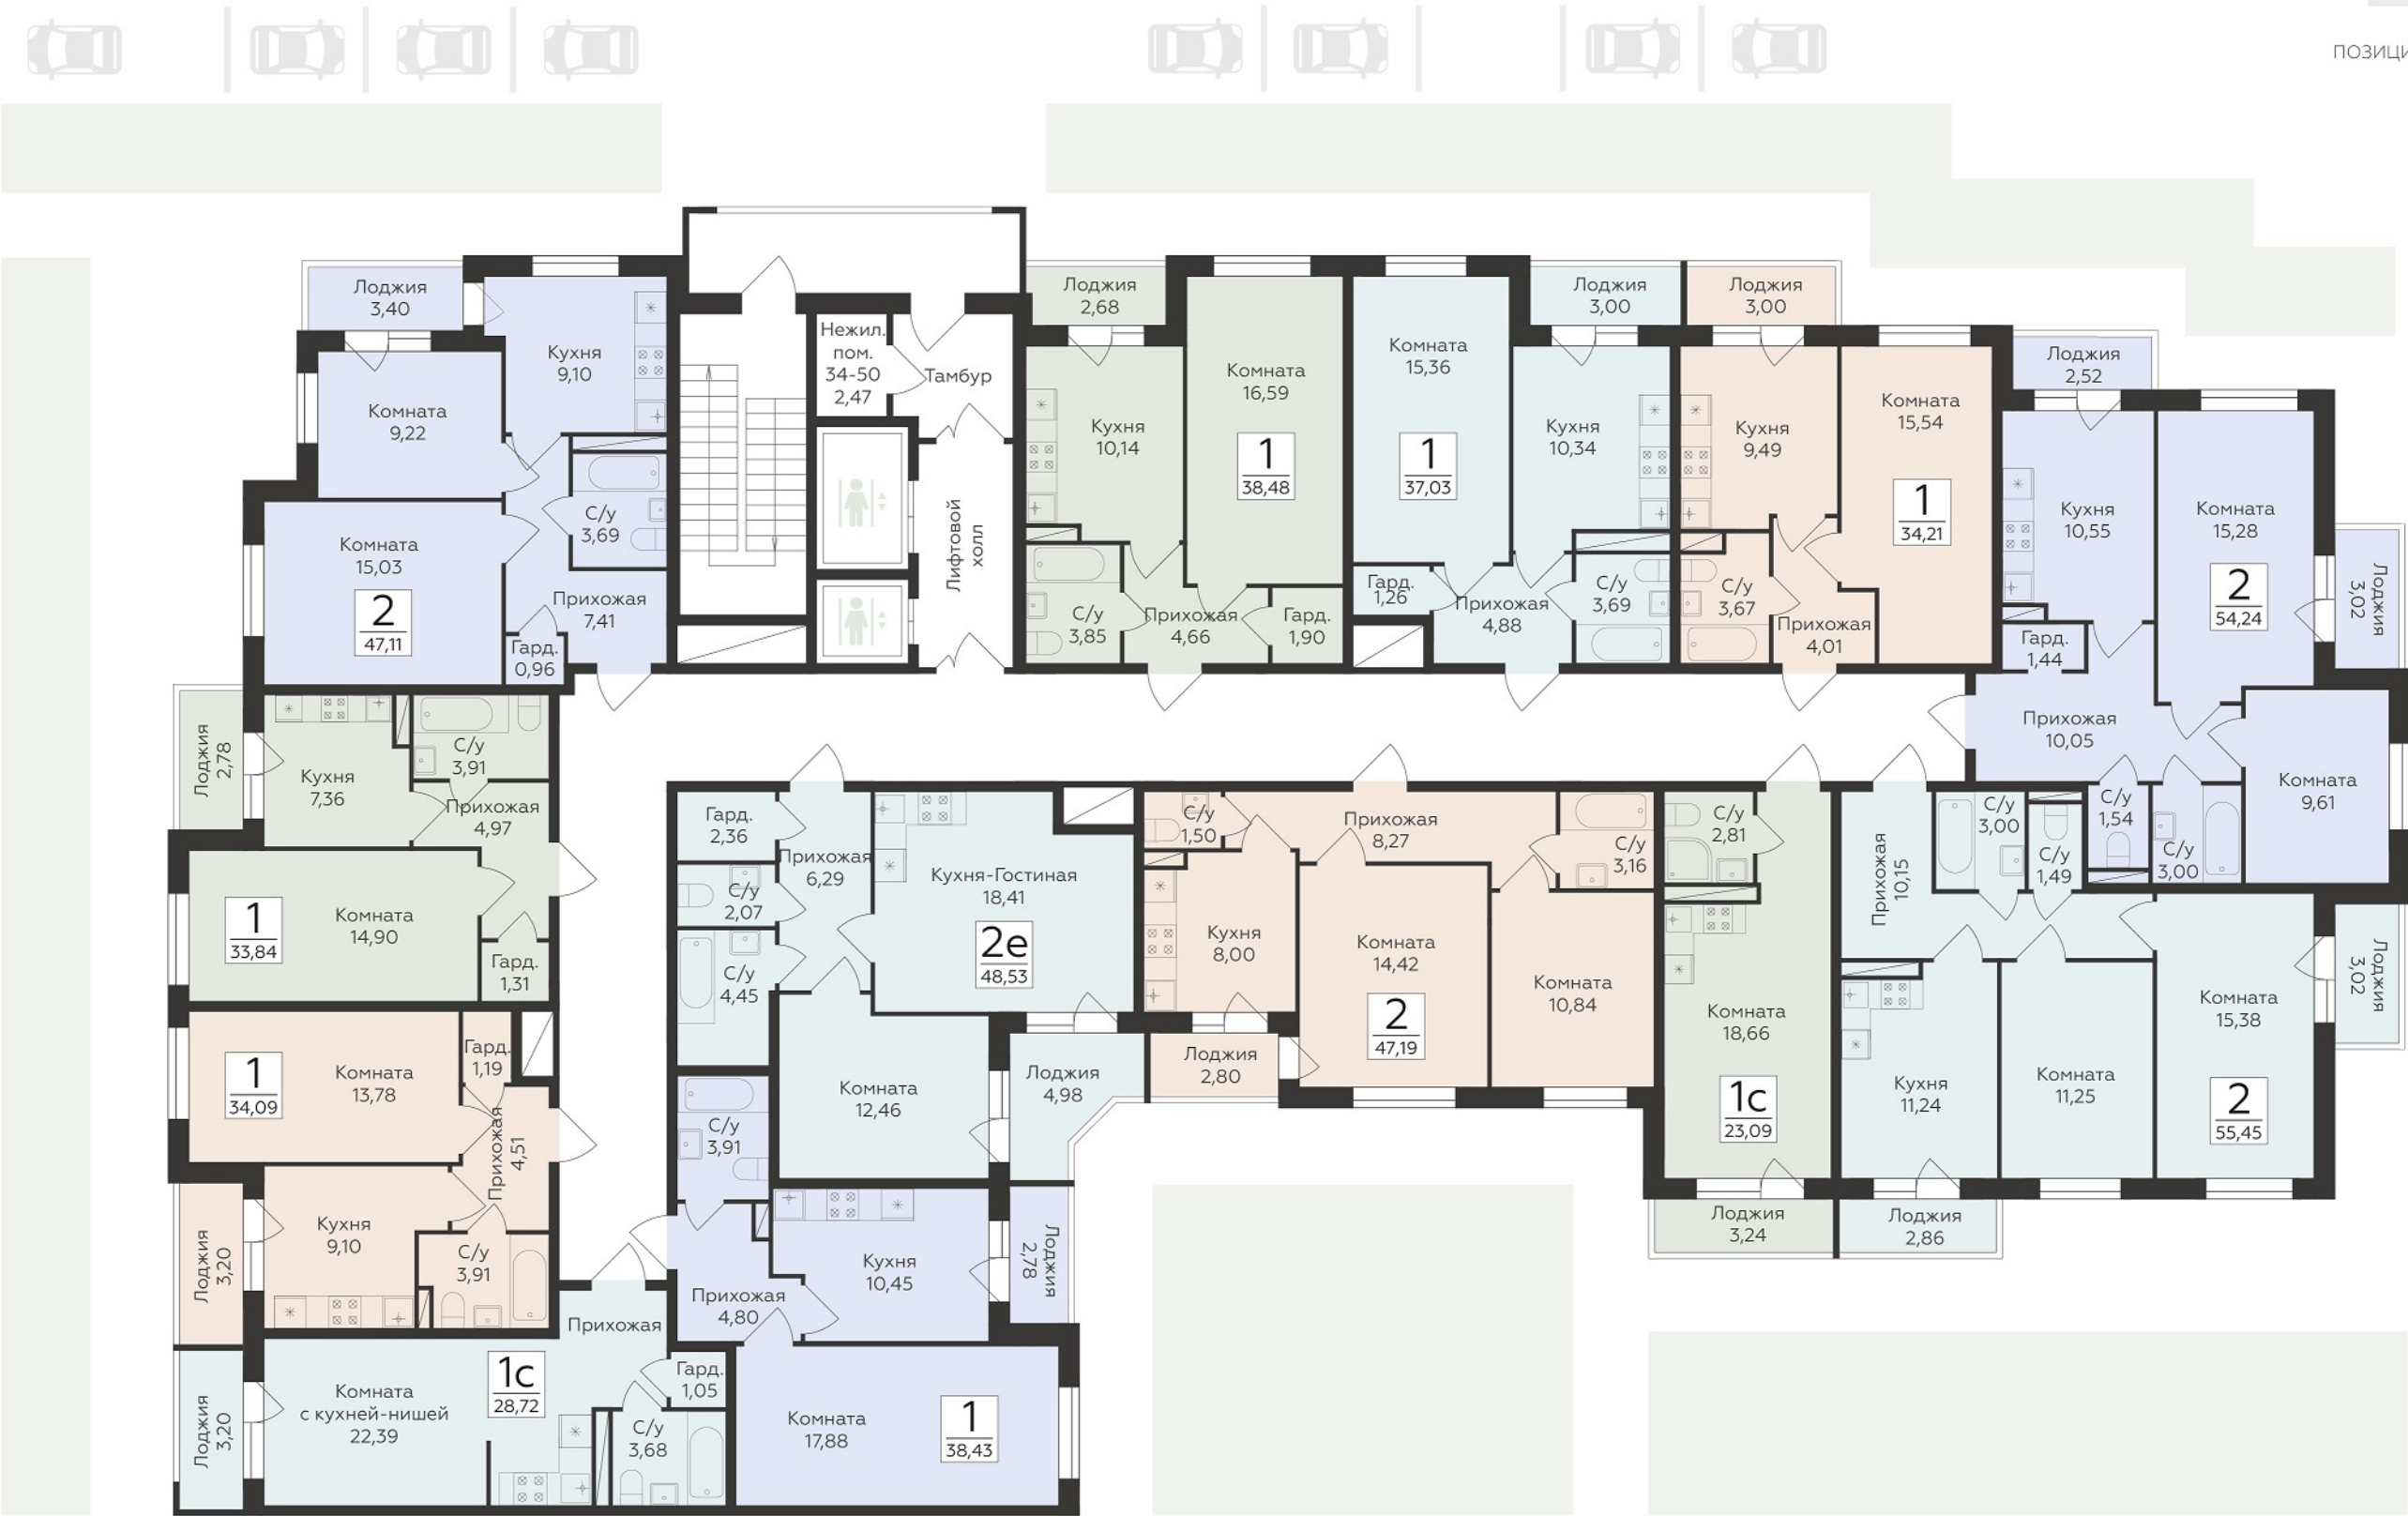 ПОЗИЦИ
Лоджия
3,40
Кухня
9,10
Комната
9,22
С/у
3,69
Комната
15,03
2
47,11
Прихожая
7,41
Гард.
0,96
Нежил.
пом.
34-50
2,47
Тамбур
Лифтовой
холл
Лоджия
2,68
Кухня
10,14
Комната
16,59
1
38,48
С/у
3,85
Прихожая
4,66
Гард.
1,90
Комната
15,36
1
37,03
Лоджия
3,00
Кухня
10,34
Гард.
1,26
Прихожая
4,88
С/у
3,69
Лоджия
3,00
Кухня
9,49
Комната
15,54
1
34,21
С/у
3,67
Прихожая
4,01
Лоджия
2,52
Кухня
10,55
Комната
15,28
2
54,24
Лоджия
3,02
Гард.
1,44
Прихожая
10,05
Комната
9,61
С/у
1,54
С/у
3,00
Лоджия
2,78
Кухня
7,36
С/у
3,91
Прихожая
4,97
1
33,84
Комната
14,90
Гард.
1,31
1
34,09
Комната
13,78
Гард.
1,19
Прихожая
4,51
Лоджия
3,20
Кухня
9,10
С/у
3,91
Лоджия
3,20
Комната
с кухней-нишей
22,39
1с
28,72
Прихожая
Гард.
1,05
С/у
3,68
Гард.
2,36
Прихожая
6,29
С/у
2,07
С/у
4,45
Кухня-Гостиная
18,41
2е
48,53
Комната
12,46
Лоджия
4,98
С/у
3,91
Прихожая
4,80
Кухня
10,45
Лоджия
2,78
Комната
17,88
1
38,43
С/у
1,50
Прихожая
8,27
С/у
3,16
Кухня
8,00
Комната
14,42
2
47,19
Комната
10,84
Лоджия
2,80
С/у
2,81
Комната
18,66
1с
23,09
Лоджия
3,24
Прихожая
10,15
С/у
3,00
С/у
1,49
Кухня
11,24
Комната
11,25
Комната
15,38
2
55,45
Лоджия
3,02
Лоджия
2,86